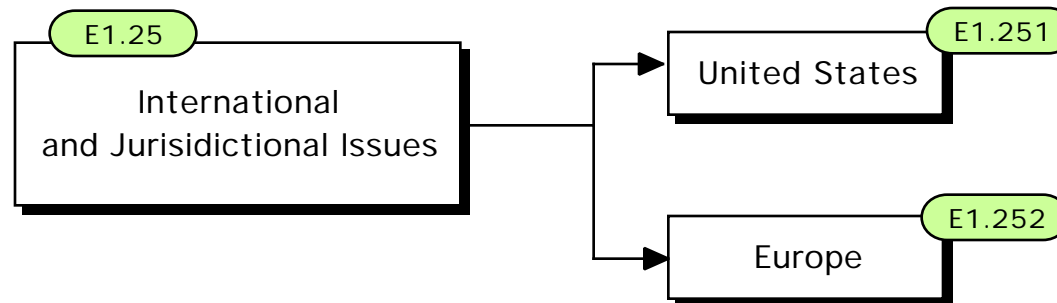 E1.25
International
and Jurisidictional Issues
E1.251
United States
E1.252
Europe